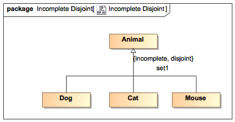 package Incomplete Disjoint[ Incomplete Disjoint ]
Animal
{incomplete, disjoint}
set1
Dog
Cat
Mouse